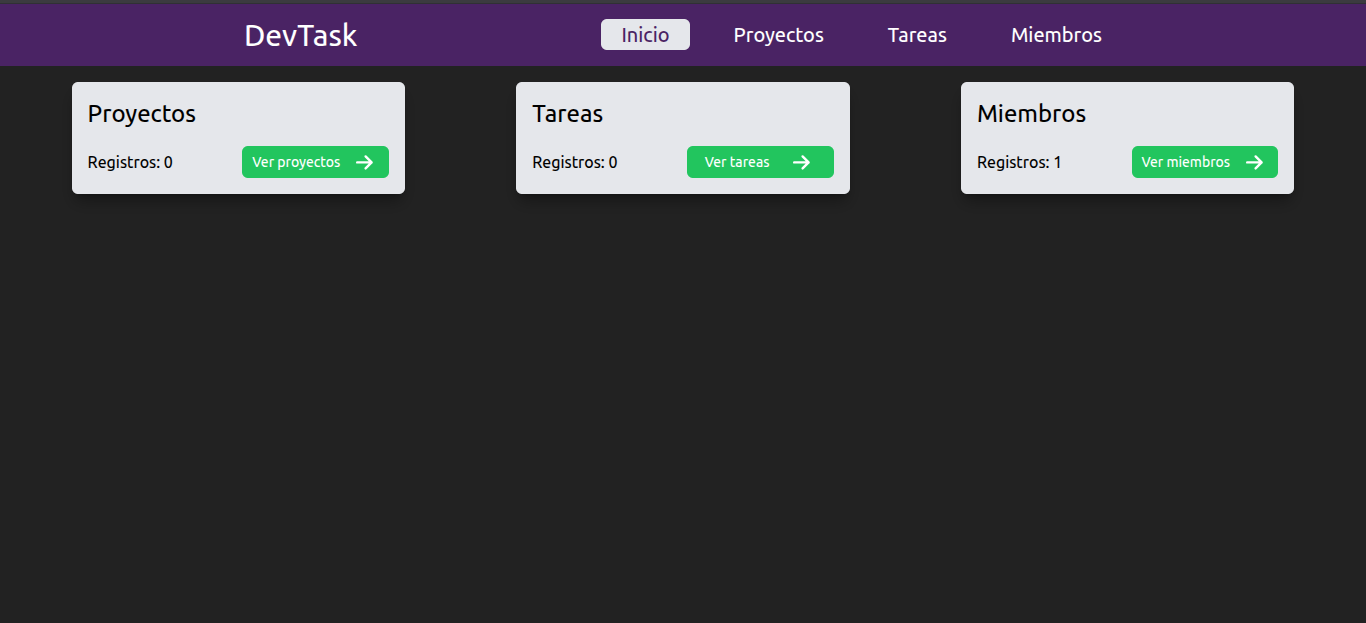 DevTask
Inicio Proyectos Tareas Miembros
Proyectos
Registros: 0 Ver proyectos
Tareas
Registros: 0 Ver tareas
Miembros
Registros: 1 Ver miembros